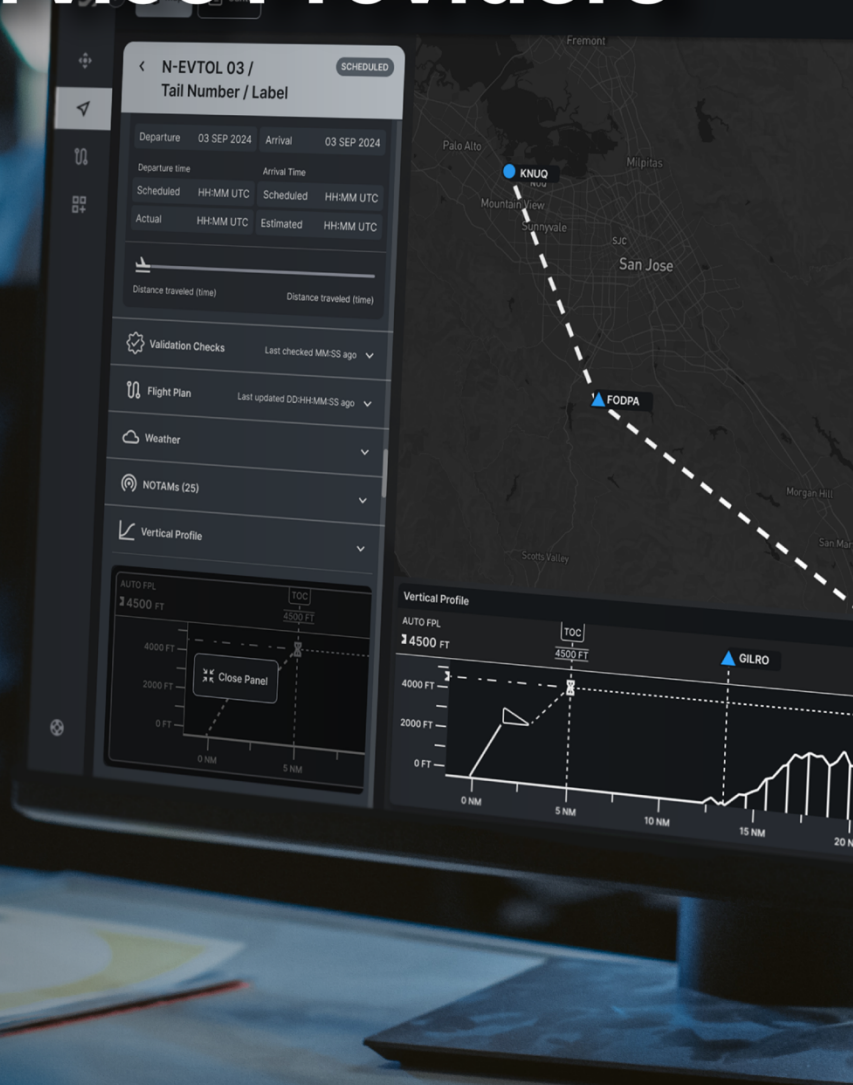 Providers
N-EVTOL 03 /
Tail Number / Label
SCHEDULED
Departure 03 SEP 2024 Arrival 03 SEP 2024
Departure time Arrival Time
Scheduled HH:MM UTC Scheduled HH:MM UTC
Actual HH:MM UTC Estimated HH:MM UTC
Distance traveled (time) Distance traveled (time)
Validation Checks Last checked MM:SS ago
Flight Plan Last updated DD:HH:MM:SS ago
Weather
NOTAMs (25)
Vertical Profile
AUTO FPL
4500 FT
TOC
4500 FT
4000 FT
2000 FT
0 FT
Close Panel
0 NM
5 NM
Fremont
Palo Alto
Milpitas
KNUQ
NUQ
Mountain View
Sunnyvale
SJC
San Jose
FODPA
Morgan Hill
San Mar
Scotts Valley
Vertical Profile
AUTO FPL
4500 FT
TOC
4500 FT
GILRO
4000 FT
2000 FT
0 FT
0 NM
5 NM
10 NM
15 NM
20 N